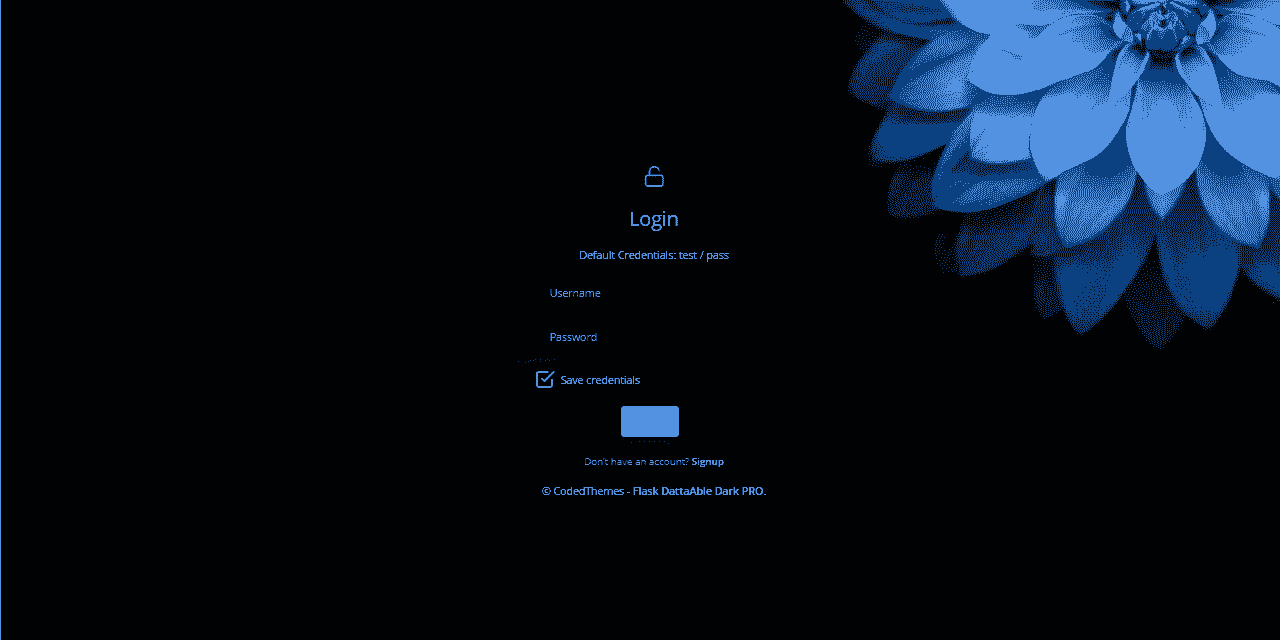 Login
Default Credentials: test / pass
Username
Password
Save credentials
Don't have an account? Signup
© CodedThemes - Flask DattaAble Dark PRO.